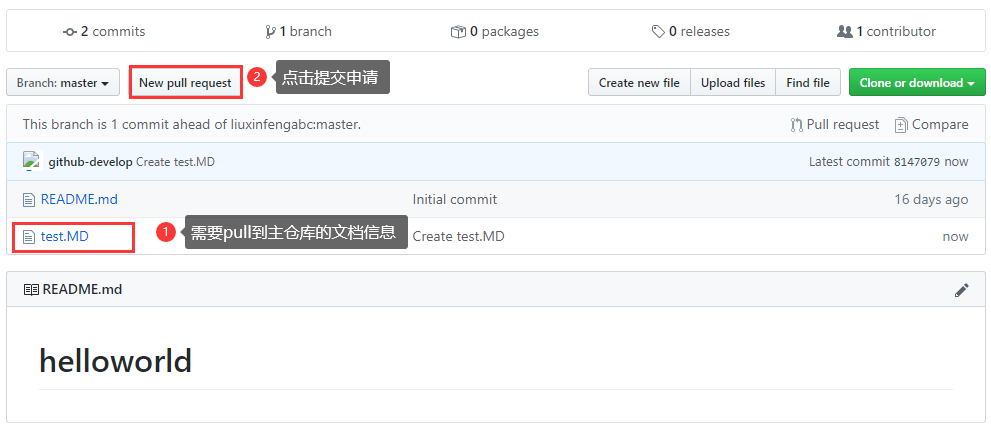 2 commits 1 branch 0 packages 0 releases 1 contributor
Branch: master New pull request 2 点击提交申请 Create new file Upload files Find file Clone or download
This branch is 1 commit ahead of liuxinfengabc:master. Pull request Compare
github-develop Create test.MD Latest commit 8147079 now
README.md Initial commit 16 days ago
test.MD 1 需要pull到主仓库的文档信息 Create test.MD now
README.md
helloworld